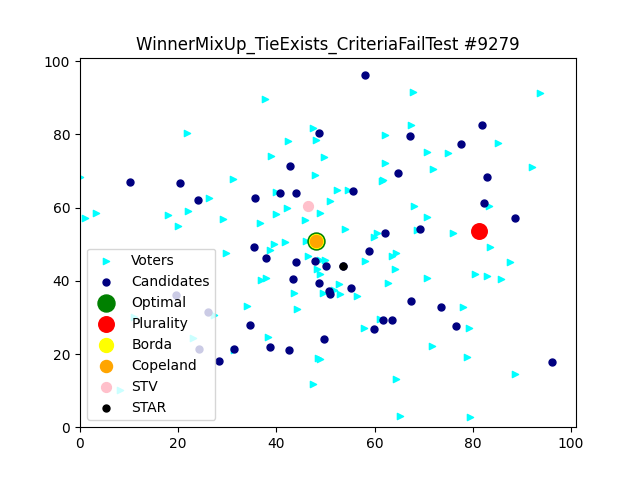 WinnerMixUp_TieExists_CriteriaFailTest #9279
100
80
60
40
20
0
Voters
Candidates
Optimal
Plurality
Borda
Copeland
STV
STAR
0 20 40 60 80 100